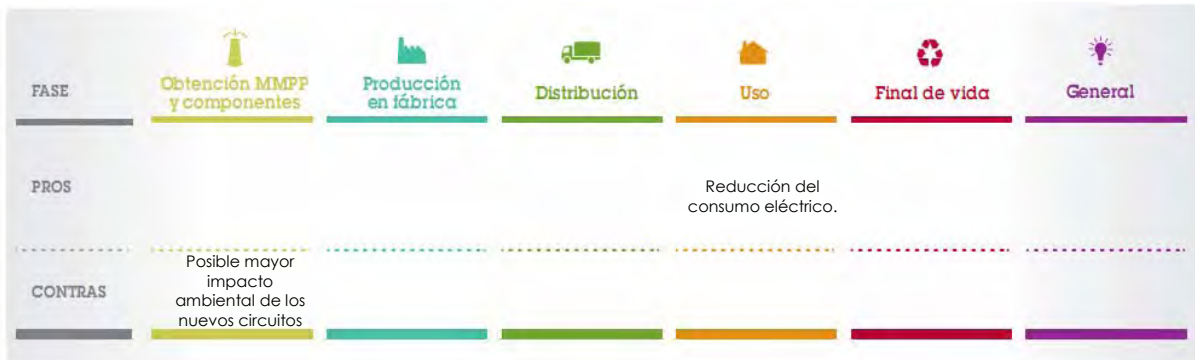 FASE
Obtención MMPP
y componentes
Producción
en fábrica
Distribución
Uso
Final de vida
General
PROS
Reducción del
consumo eléctrico.
CONTRAS
Posible mayor
impacto
ambiental de los
nuevos circuitos